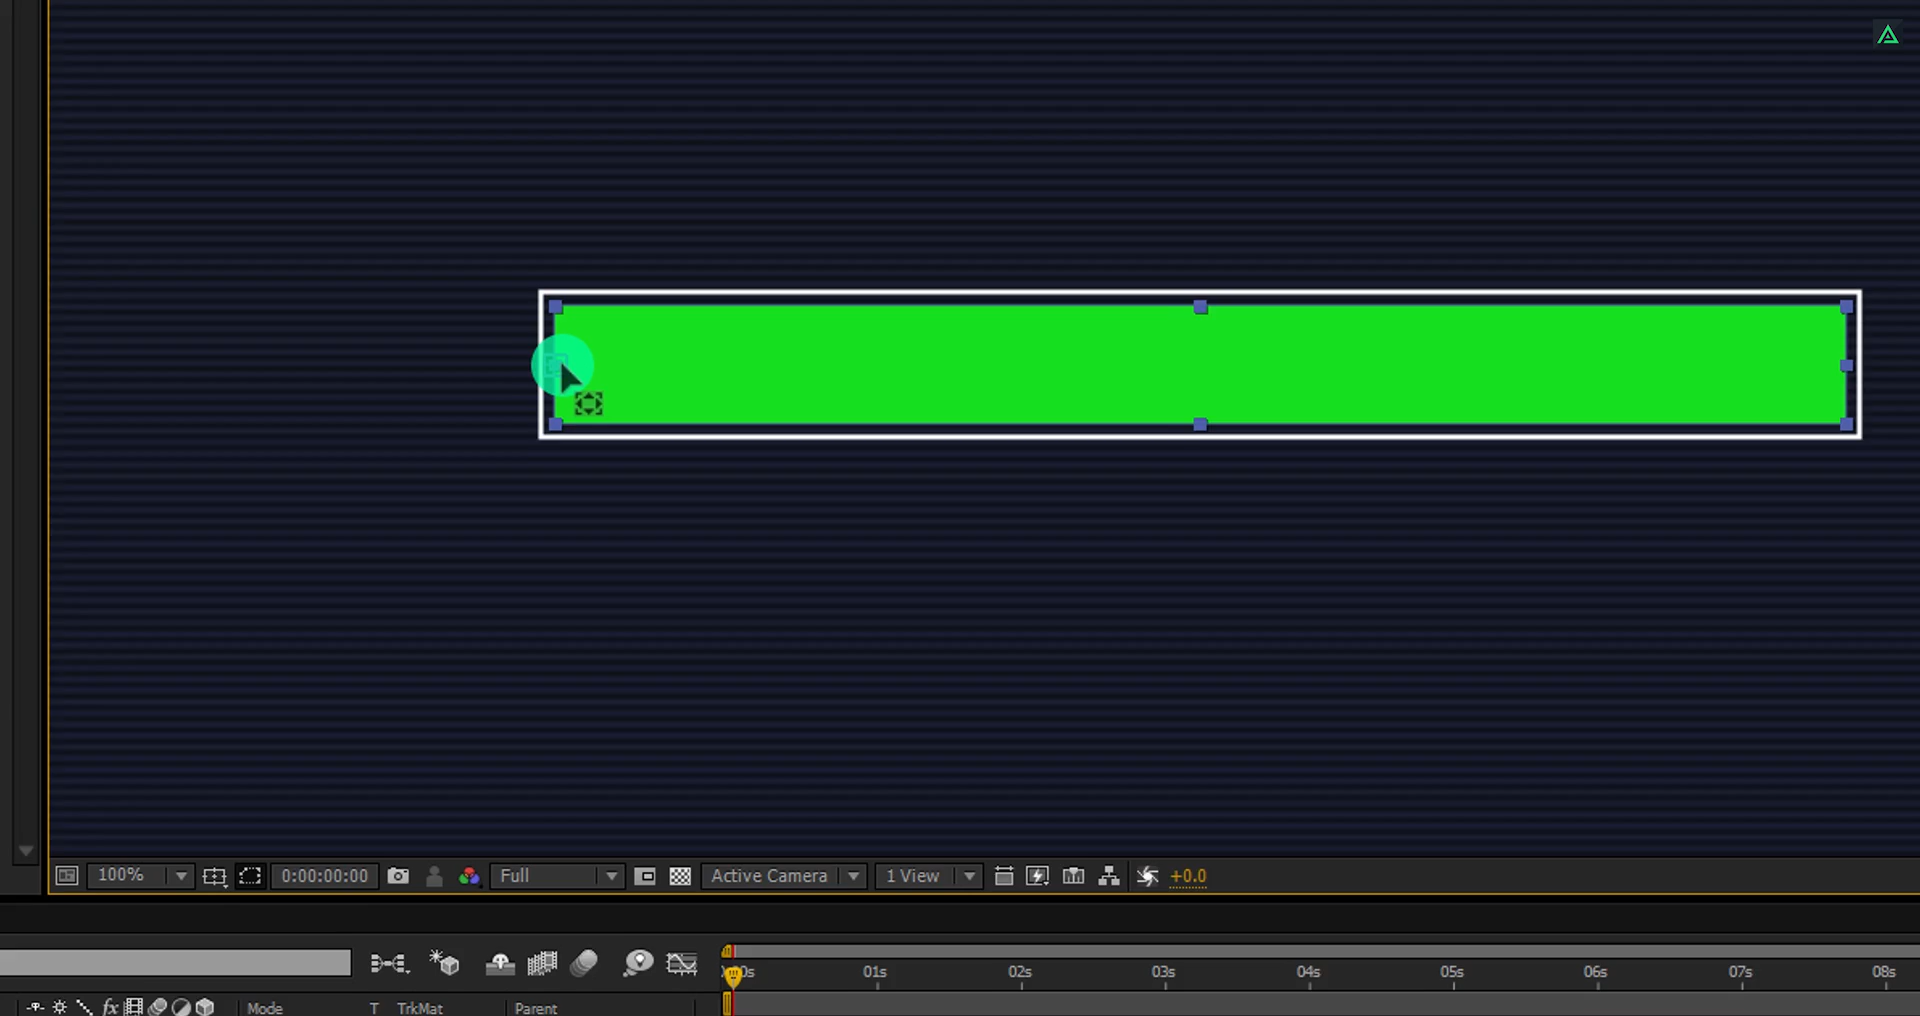 100% 0:00:00:00 Full Active Camera 1 View +0.0
0s 01s 02s 03s 04s 05s 06s 07s 08s
fx Mode T TrkMat Parent